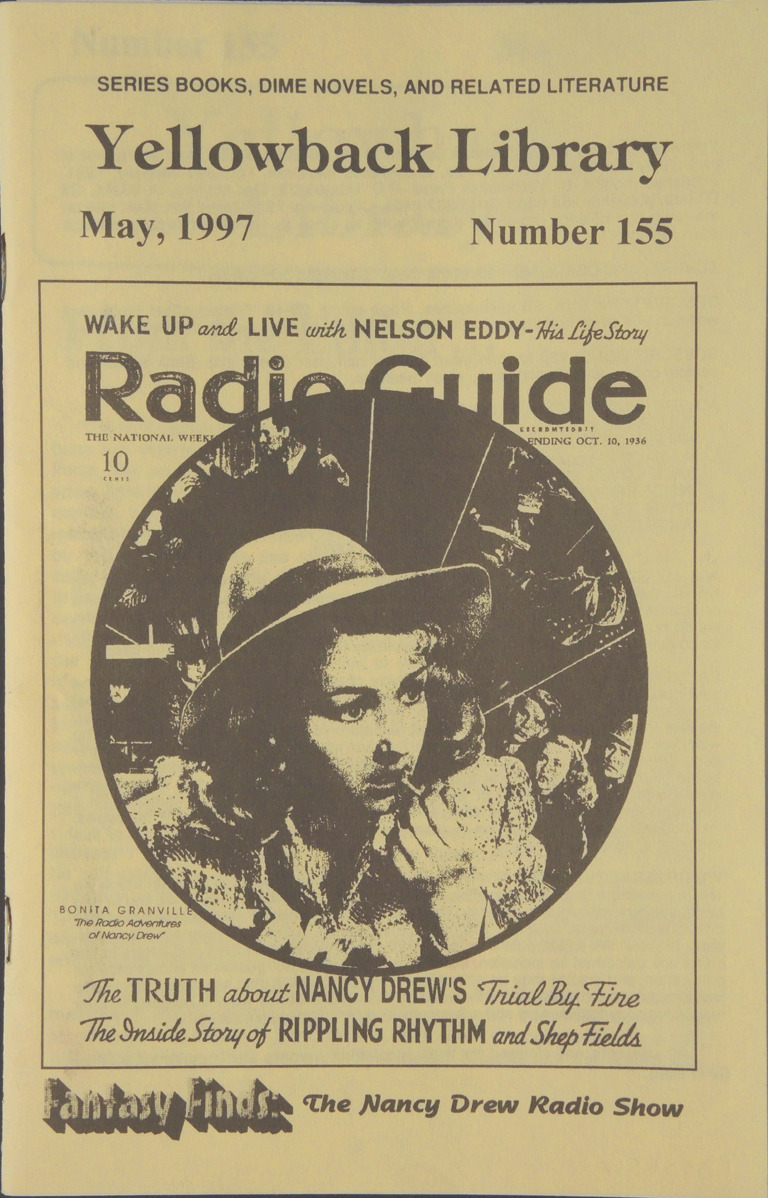 SERIES BOOKS, DIME NOVELS, AND RELATED LITERATURE
Yellowback Library
May, 1997 Number 155
WAKE UP and LIVE with NELSON EDDY-His Life Story
Radio Guide
THE NATIONAL WEEKL
ENDING OCT. 10, 1936
10
CENTS
BONITA GRANVILLE
"The Radio Adventures
of Nancy Drew"
The TRUTH about NANCY DREW'S Trial By Fire
The Inside Story of RIPPLING RHYTHM and Shep Fields
Fantasy Finds: The Nancy Drew Radio Show